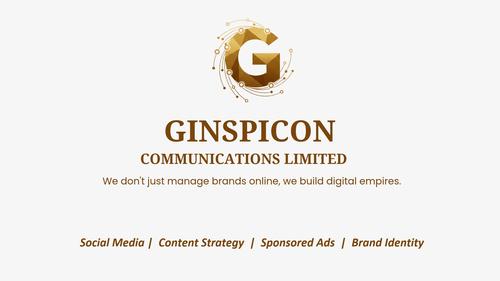 G
GINSPICON
COMMUNICATIONS LIMITED
We don't just manage brands online, we build digital empires.
Social Media | Content Strategy | Sponsored Ads | Brand Identity